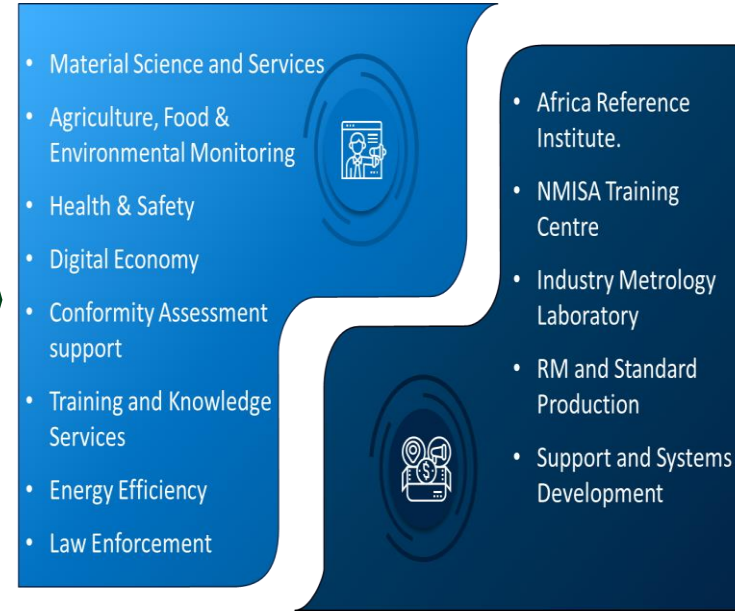 • Material Science and Services
• Agriculture, Food &
Environmental Monitoring
• Health & Safety
• Digital Economy
• Conformity Assessment
support
• Training and Knowledge
Services
• Energy Efficiency
• Law Enforcement
• Africa Reference
Institute.
• NMISA Training
Centre
• Industry Metrology
Laboratory
• RM and Standard
Production
• Support and Systems
Development